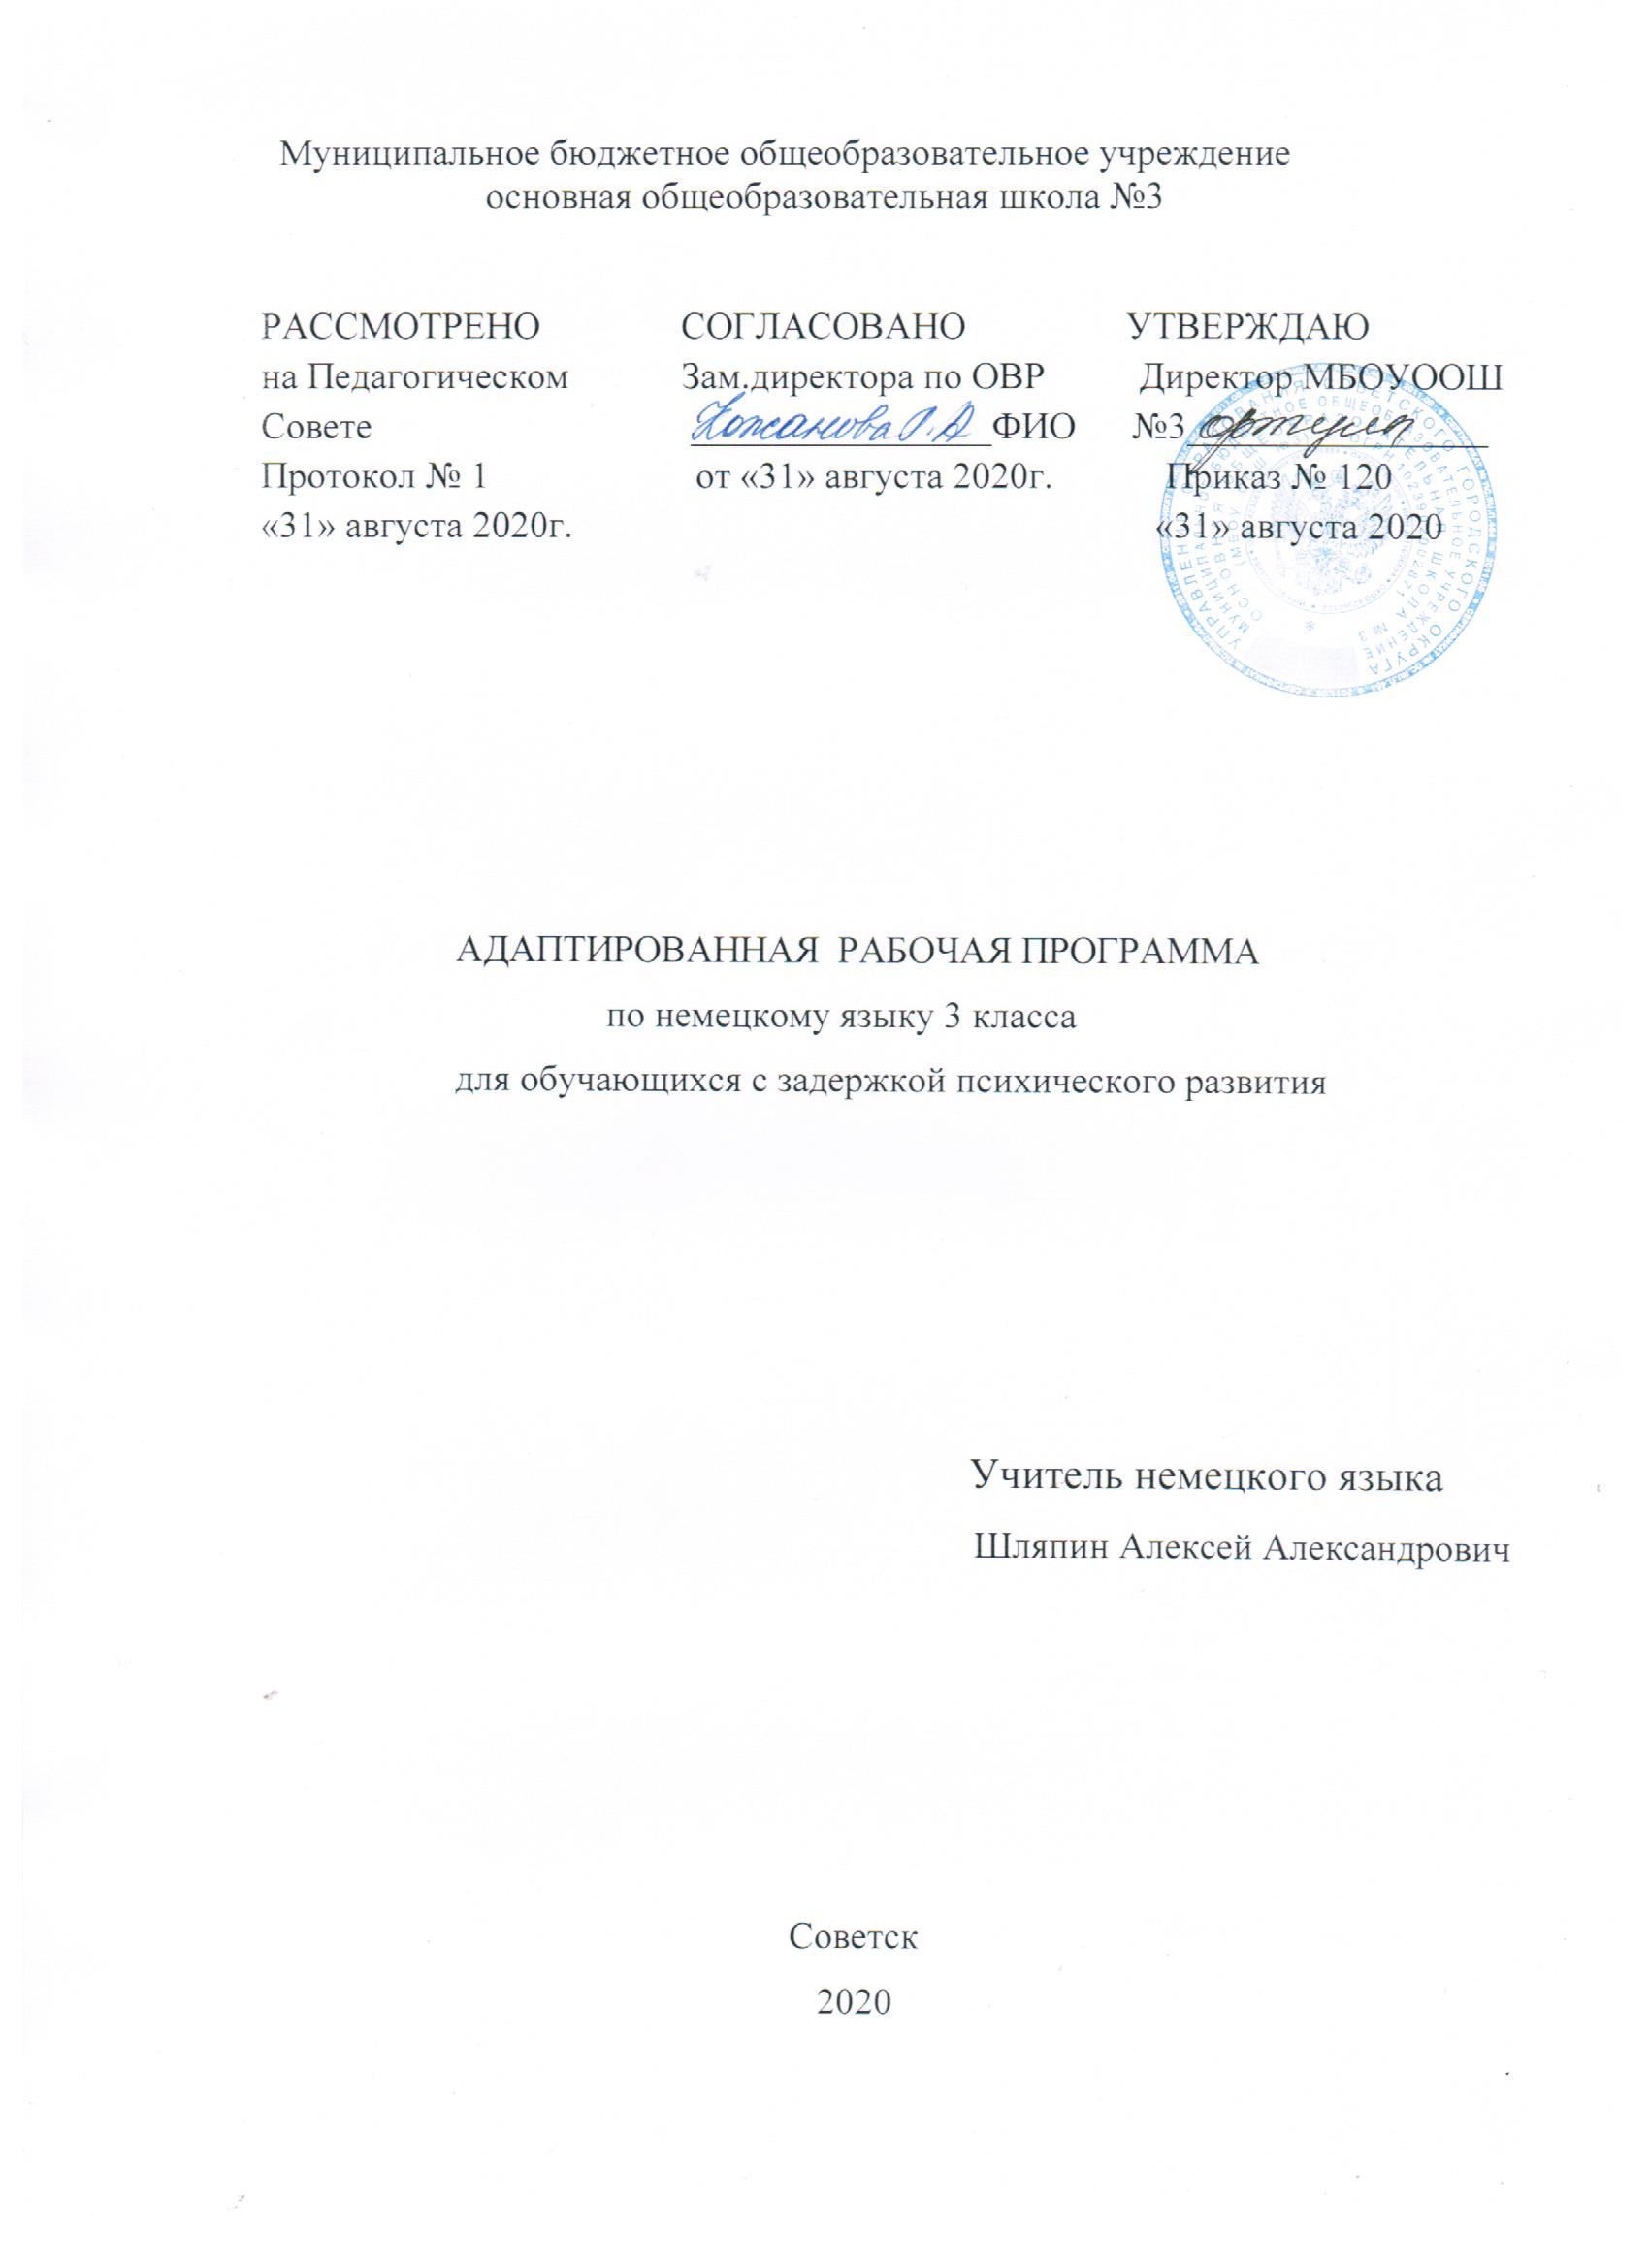 Муниципальное бюджетное общеобразовательное учреждение
основная общеобразовательная школа №3
РАССМОТРЕНО СОГЛАСОВАНО УТВЕРЖДАЮ
на Педагогическом Зам.директора по ОВР Директор МБОУООШ
Совете ФИО №3
Протокол № 1 от «31» августа 2020г. Приказ № 120
«31» августа 2020г. «31» августа 2020
АДАПТИРОВАННАЯ РАБОЧАЯ ПРОГРАММА
по немецкому языку 3 класса
для обучающихся с задержкой психического развития
Учитель немецкого языка
Шляпин Алексей Александрович
Советск
2020